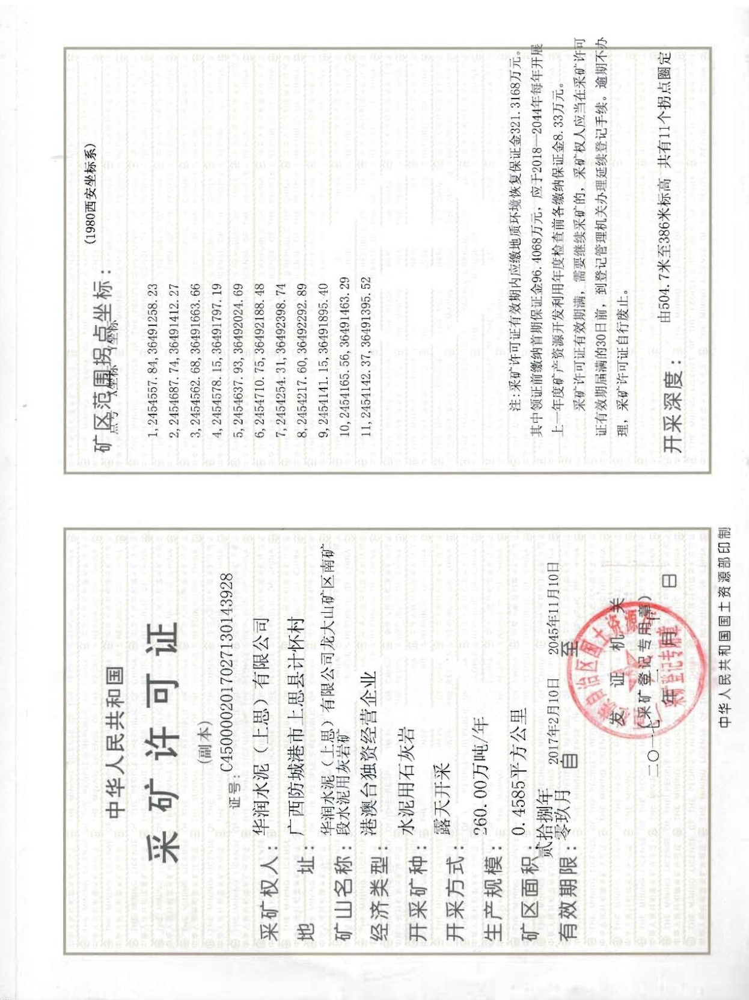 中华人民共和国
采矿许可证
(副本)
证号: C4500002017027130143928
采矿权人: 华润水泥（上思）有限公司
地 址: 广西防城港市上思县计怀村
矿山名称: 华润水泥（上思）有限公司龙大山矿区南矿
段水泥用灰岩矿
经济类型: 港澳台独资经营企业
开采矿种: 水泥用石灰岩
开采方式: 露天开采
生产规模: 260.00万吨/年
矿区面积: 0.4585平方公里
有效期限: 贰拾捌年
零玖月 自 2017年2月10日 至 2045年11月10日
发证机关
(采矿登记专用章)
二〇一七年 月 日
自治区国土资源
采矿登记专用章
中华人民共和国国土资源部印制
矿区范围拐点坐标: (1980西安坐标系)
点号 X坐标 Y坐标
1,2454557.84,36491258.23
2,2454687.74,36491412.27
3,2454562.68,36491663.66
4,2454578.15,36491797.19
5,2454637.93,36492024.69
6,2454710.75,36492188.48
7,2454254.31,36492398.74
8,2454217.60,36492292.89
9,2454141.15,36491895.40
10,2454165.56,36491463.29
11,2454142.37,36491395.52
注:采矿许可证有效期内应缴地质环境恢复保证金321.3168万元。
其中领证前缴纳首期保证金96.4068万元，应于2018—2044年每年开展
上一年度矿产资源开发利用年度检查前各缴纳保证金8.33万元。
采矿许可证有效期满，需要继续采矿的，采矿权人应当在采矿许可
证有效期届满的30日前，到登记管理机关办理延续登记手续。逾期不办
理，采矿许可证自行废止。
开采深度: 由504.7米至386米标高 共有11个拐点圈定